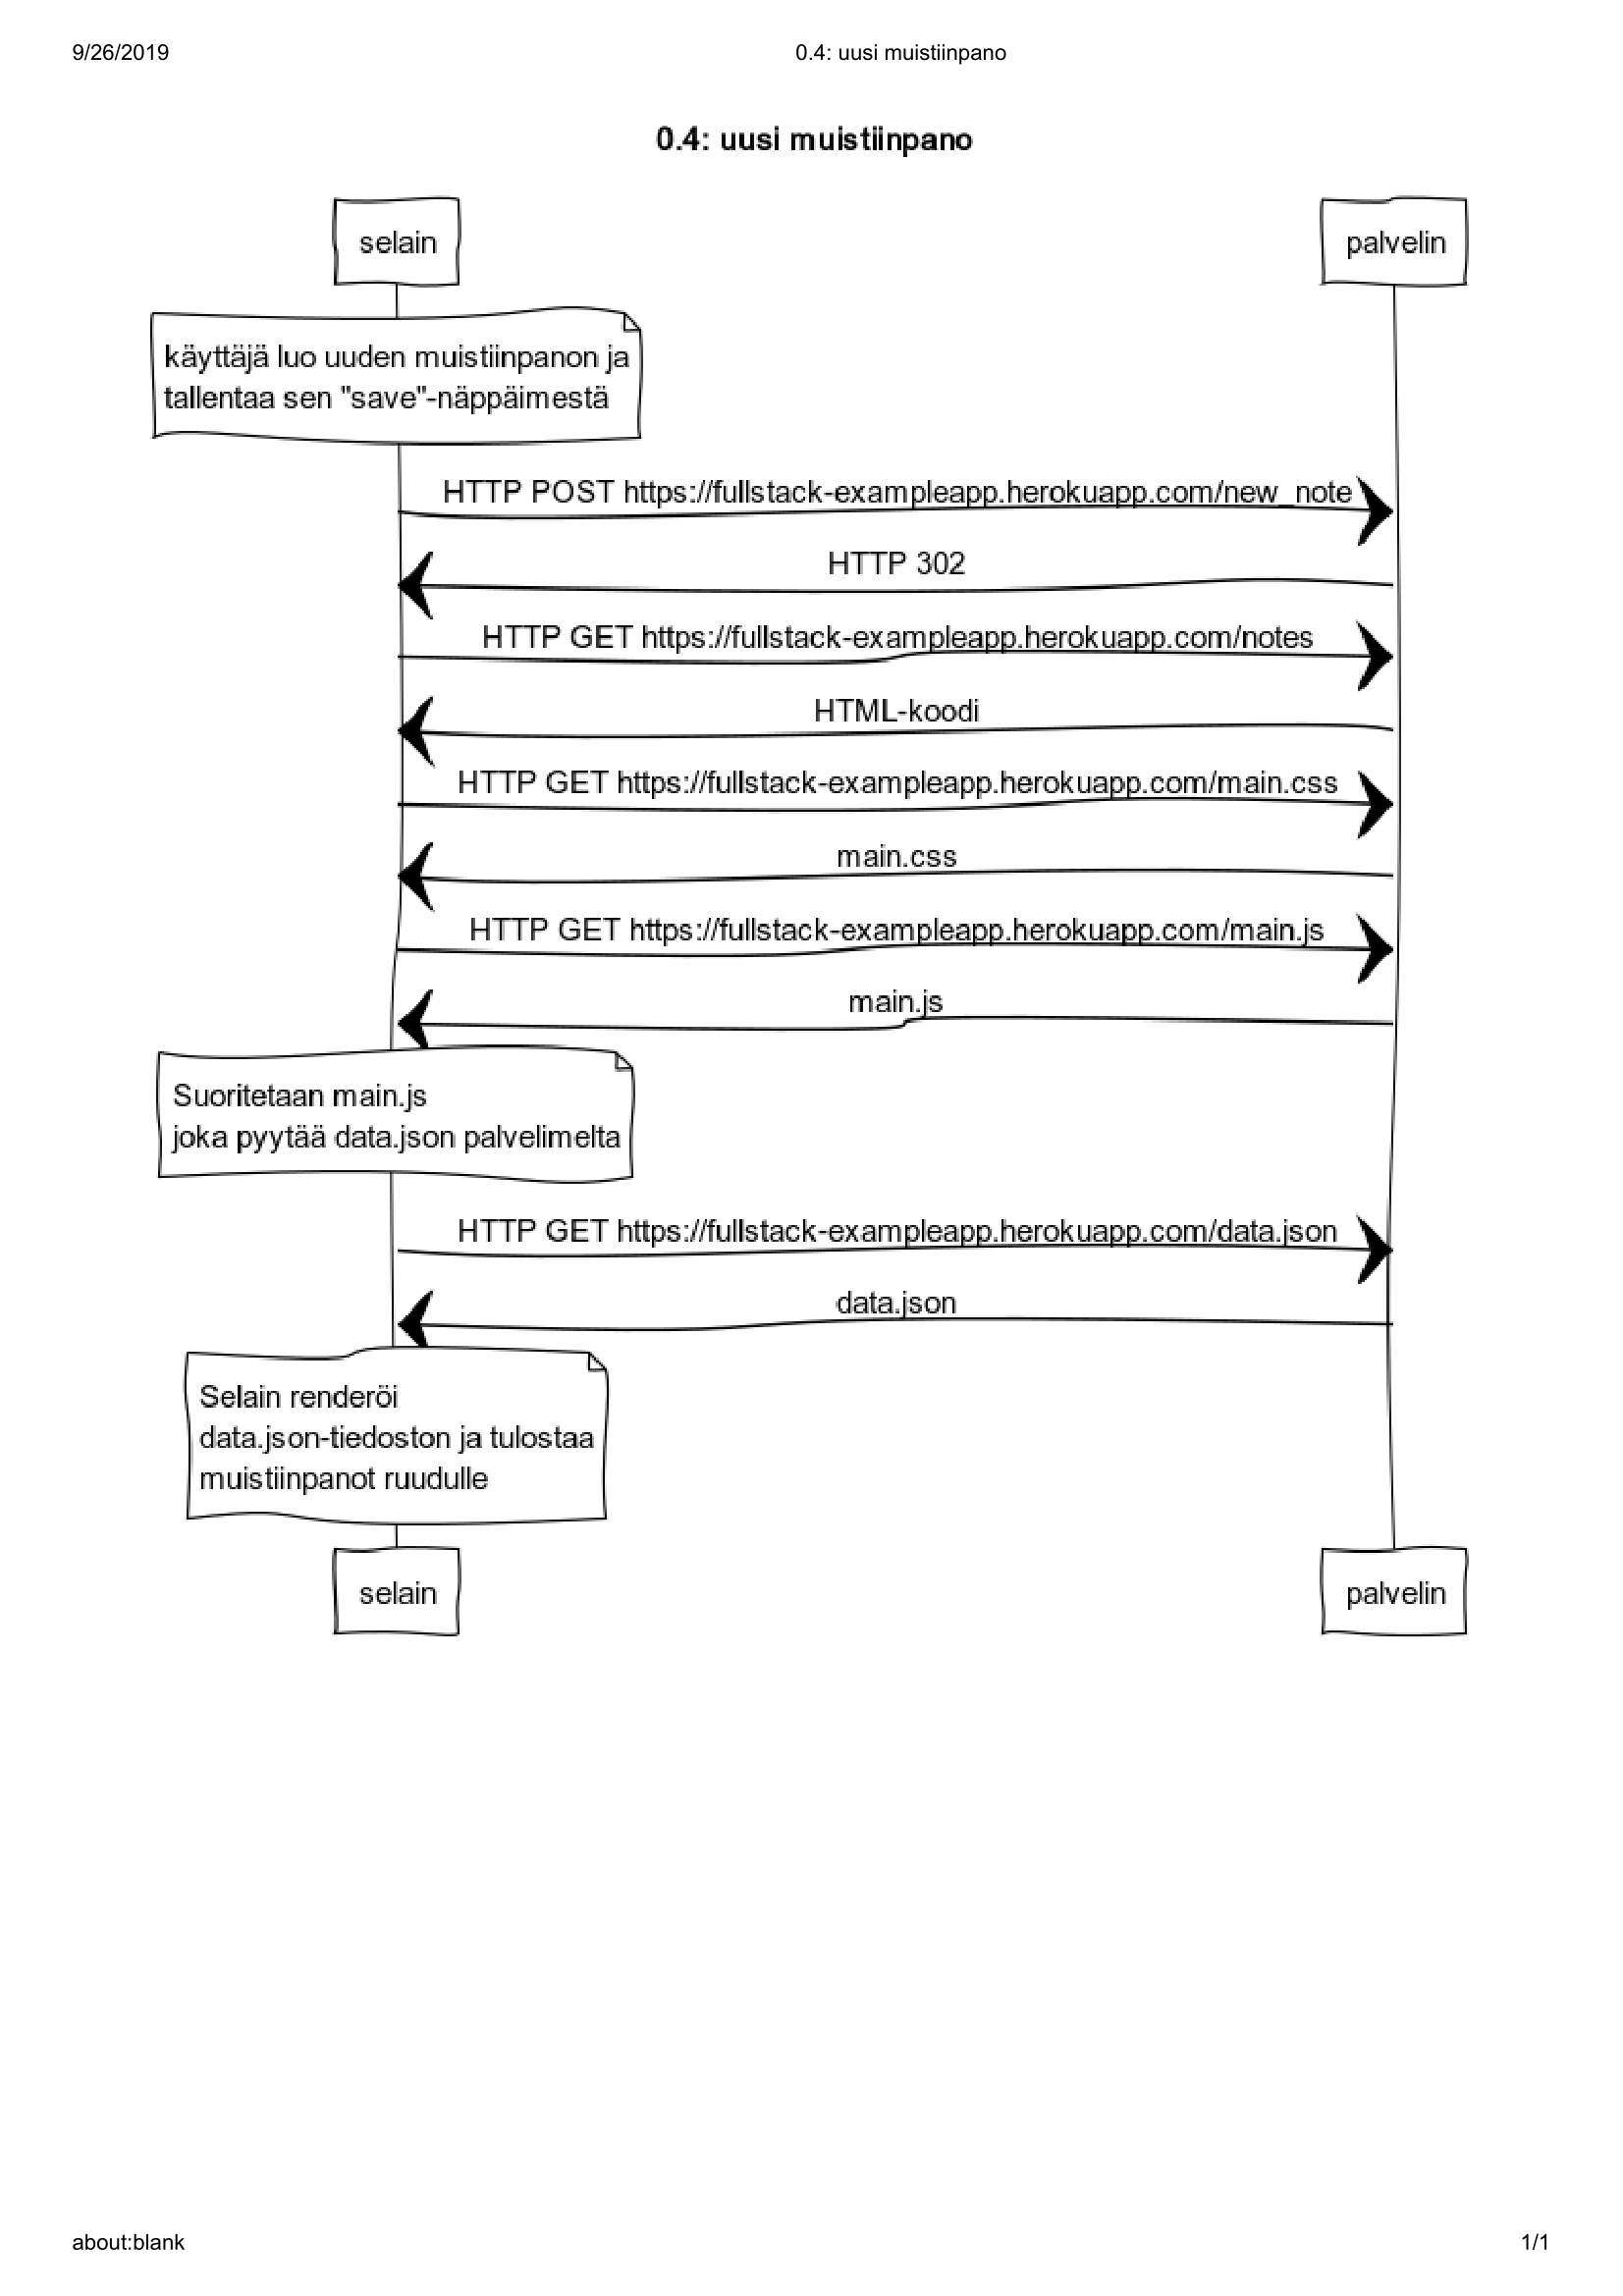 9/26/2019
0.4: uusi muistiinpano
0.4: uusi muistiinpano
selain
palvelin
käyttäjä luo uuden muistiinpanon ja
tallentaa sen "save"-näppäimestä
HTTP POST https://fullstack-exampleapp.herokuapp.com/new_note
HTTP 302
HTTP GET https://fullstack-exampleapp.herokuapp.com/notes
HTML-koodi
HTTP GET https://fullstack-exampleapp.herokuapp.com/main.css
main.css
HTTP GET https://fullstack-exampleapp.herokuapp.com/main.js
main.js
Suoritetaan main.js
joka pyytää data.json palvelimelta
HTTP GET https://fullstack-exampleapp.herokuapp.com/data.json
data.json
Selain renderöi
data.json-tiedoston ja tulostaa
muistiinpanot ruudulle
selain
palvelin
about:blank
1/1